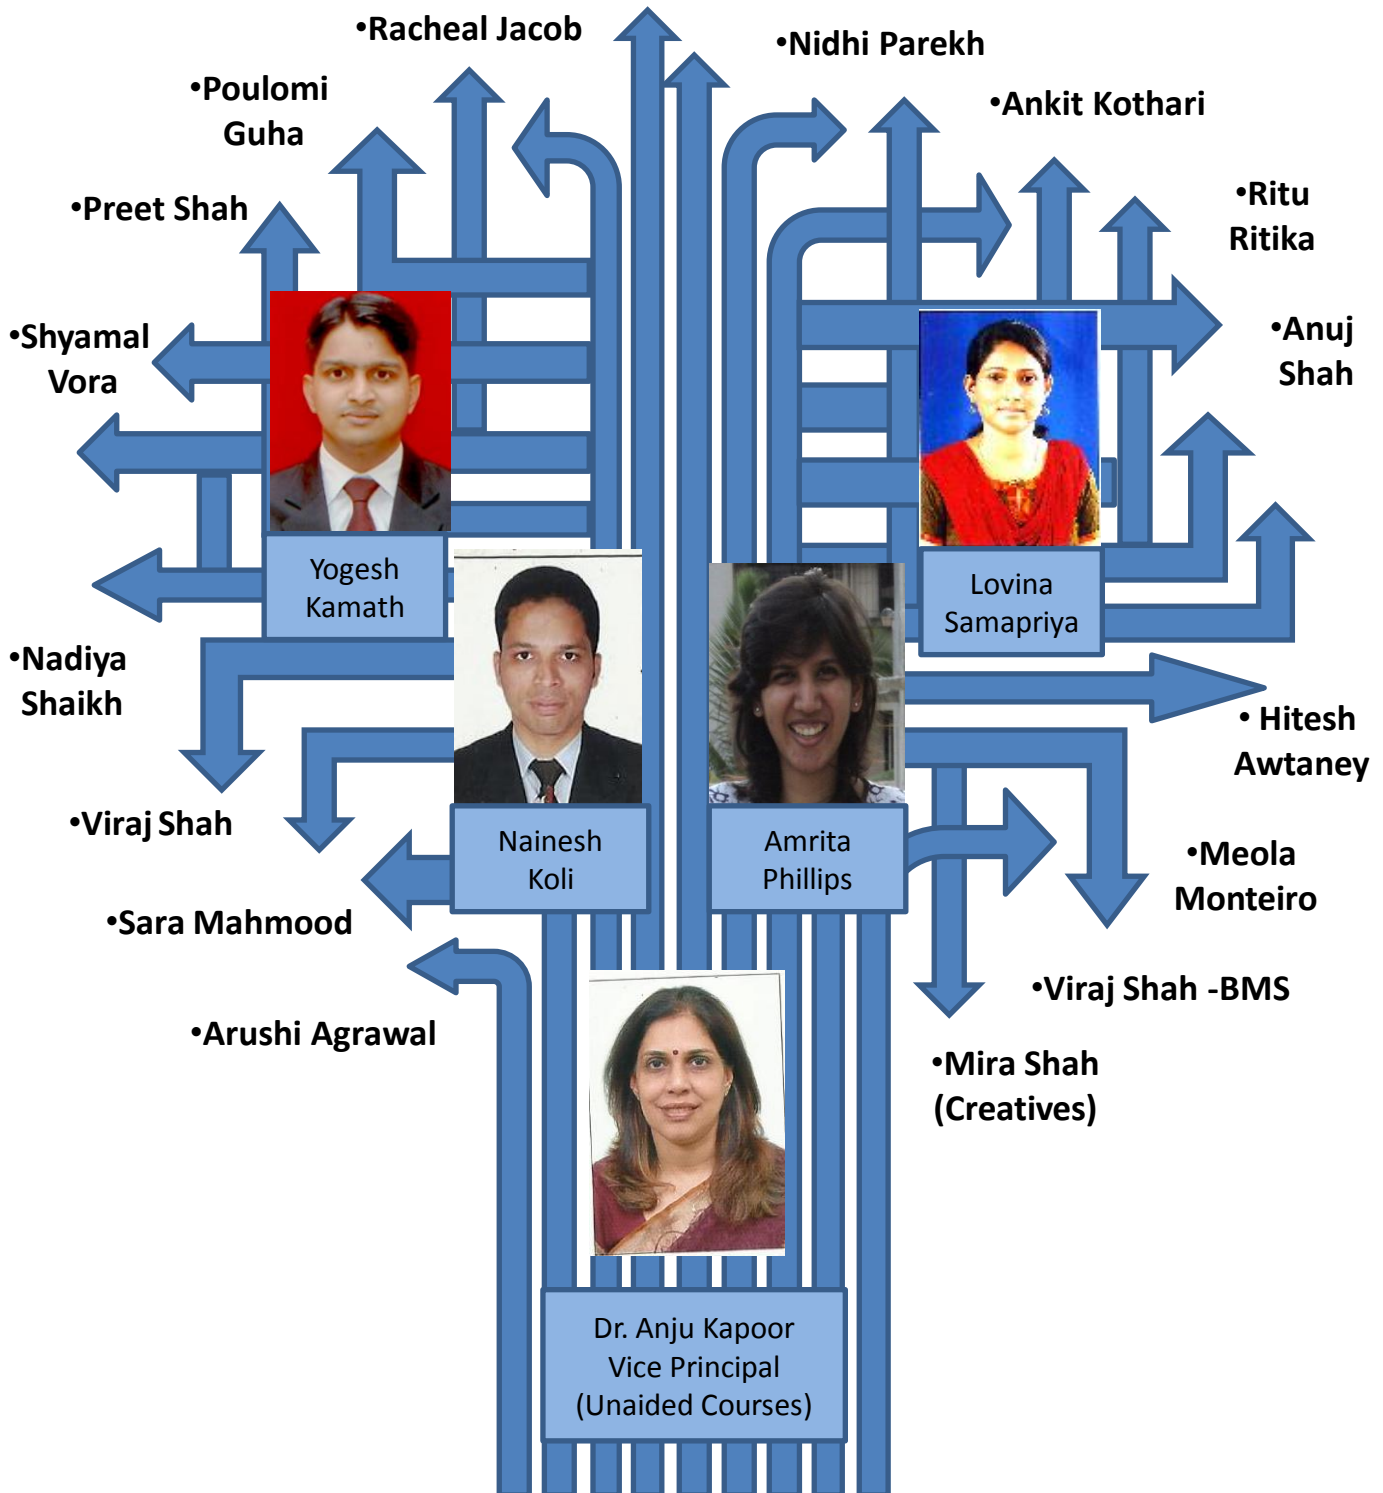 •Racheal Jacob
•Nidhi Parekh
•Poulomi
Guha
•Ankit Kothari
•Preet Shah
•Ritu
Ritika
•Shyamal
Vora
•Anuj
Shah
Yogesh
Kamath
Lovina
Samapriya
•Nadiya
Shaikh
• Hitesh
Awtaney
•Viraj Shah
Nainesh
Koli
Amrita
Phillips
•Meola
Monteiro
•Sara Mahmood
•Viraj Shah -BMS
•Arushi Agrawal
•Mira Shah
(Creatives)
Dr. Anju Kapoor
Vice Principal
(Unaided Courses)